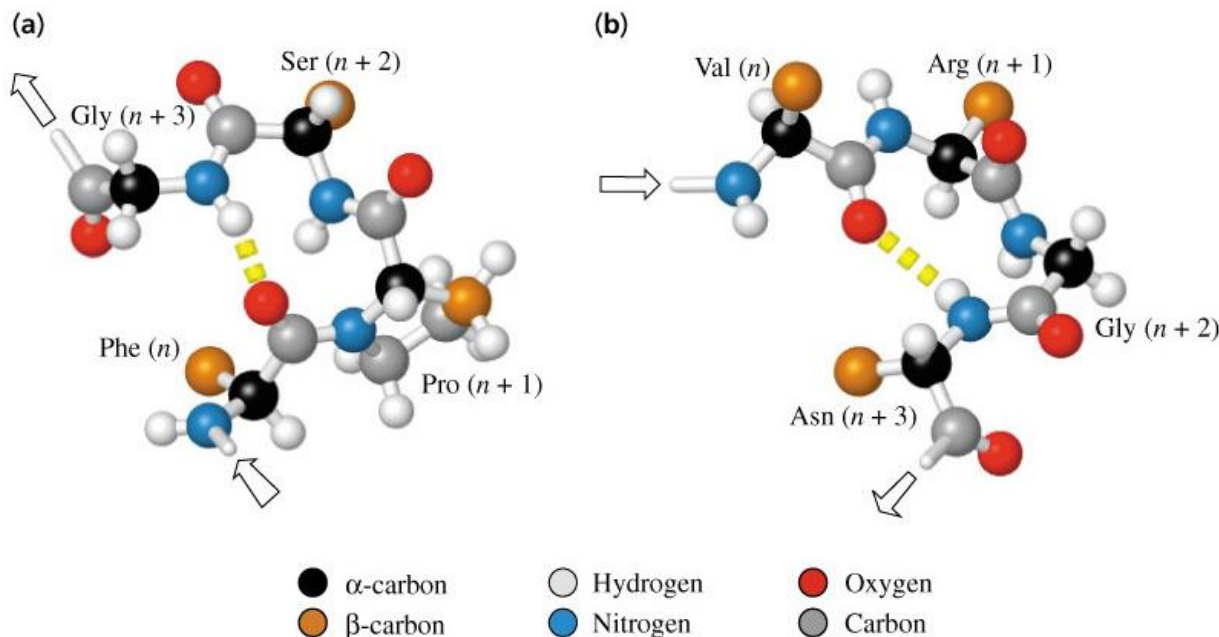 (a)
Ser (n + 2)
Gly (n + 3)
Phe (n)
Pro (n + 1)
(b)
Val (n)
Arg (n + 1)
Gly (n + 2)
Asn (n + 3)
α-carbon
Hydrogen
Oxygen
β-carbon
Nitrogen
Carbon